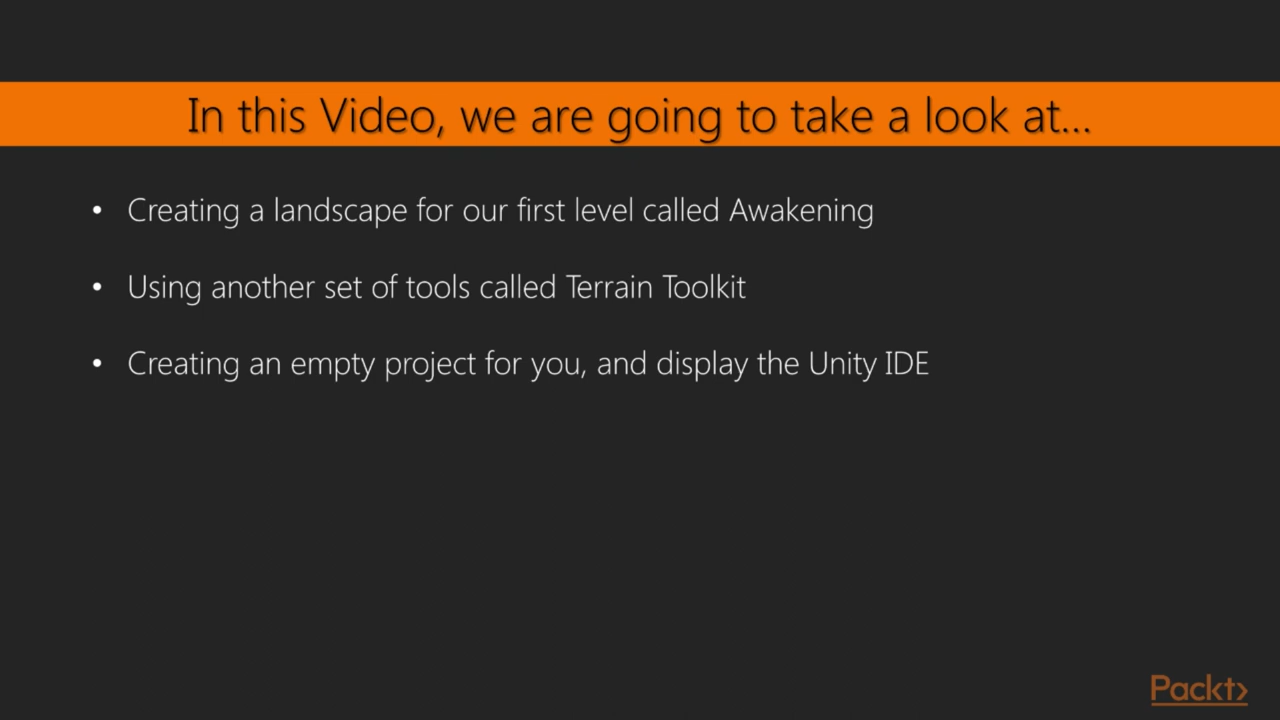 In this Video, we are going to take a look at...
• Creating a landscape for our first level called Awakening
• Using another set of tools called Terrain Toolkit
• Creating an empty project for you, and display the Unity IDE
Packt>